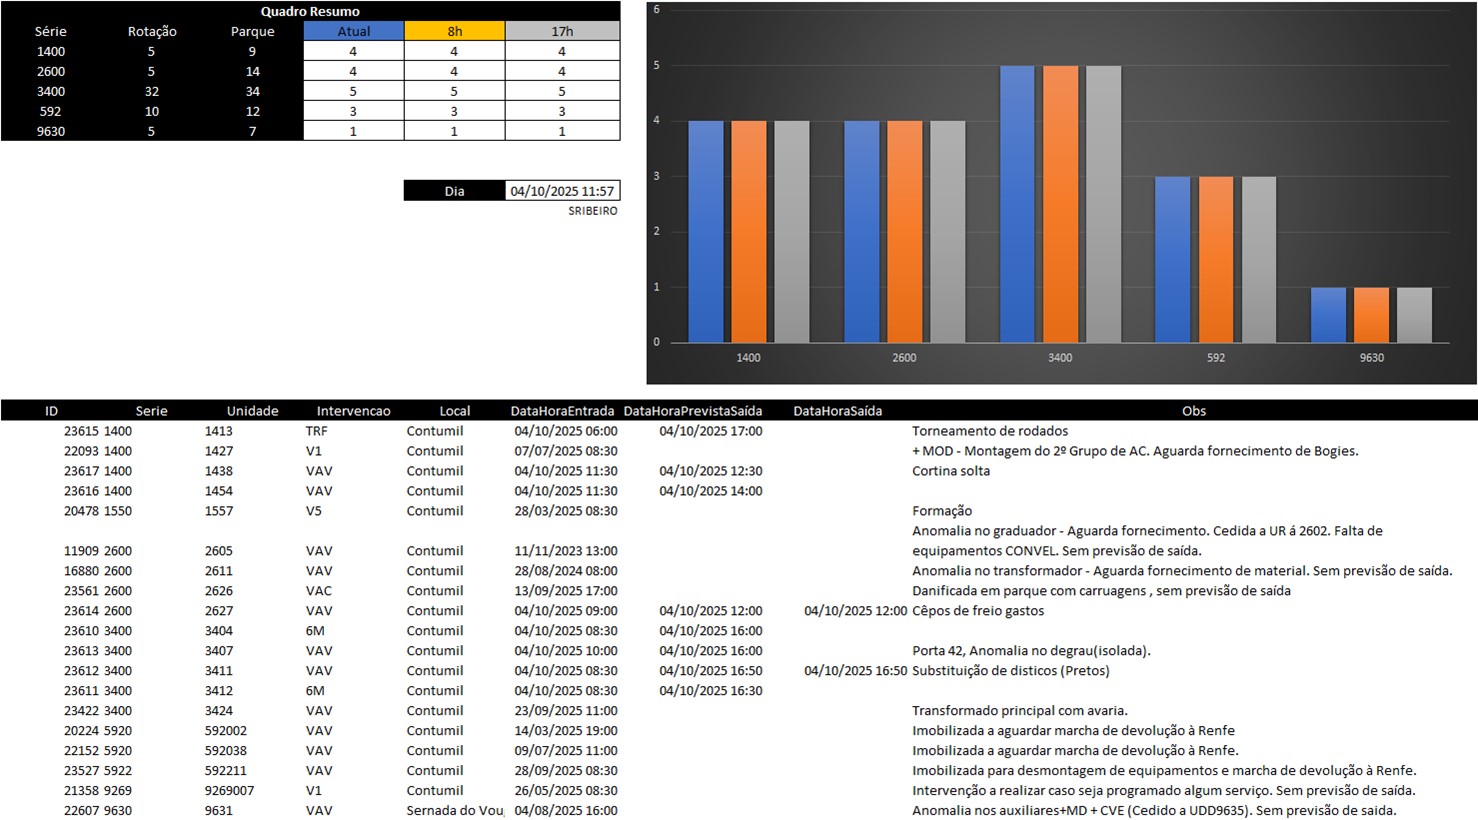 Quadro Resumo
Série Rotação Parque Atual 8h 17h
1400 5 9 4 4 4
2600 5 14 4 4 4
3400 32 34 5 5 5
592 10 12 3 3 3
9630 5 7 1 1 1
Dia 04/10/2025 11:57
SRIBEIRO
6
5
4
3
2
1
0
1400 2600 3400 592 9630
ID Serie Unidade Intervencao Local DataHoraEntrada DataHoraPrevistaSaída DataHoraSaída Obs
23615 1400 1413 TRF Contumil 04/10/2025 06:00 04/10/2025 17:00 Torneamento de rodados
22093 1400 1427 V1 Contumil 07/07/2025 08:30 + MOD - Montagem do 2º Grupo de AC. Aguarda fornecimento de Bogies.
23617 1400 1438 VAV Contumil 04/10/2025 11:30 04/10/2025 12:30 Cortina solta
23616 1400 1454 VAV Contumil 04/10/2025 11:30 04/10/2025 14:00
20478 1550 1557 V5 Contumil 28/03/2025 08:30 Formação
Anomalia no graduador - Aguarda fornecimento. Cedida a UR á 2602. Falta de
11909 2600 2605 VAV Contumil 11/11/2023 13:00 equipamentos CONVEL. Sem previsão de saída.
16880 2600 2611 VAV Contumil 28/08/2024 08:00 Anomalia no transformador - Aguarda fornecimento de material. Sem previsão de saída.
23561 2600 2626 VAC Contumil 13/09/2025 17:00 Danificada em parque com carruagens , sem previsão de saída
23614 2600 2627 VAV Contumil 04/10/2025 09:00 04/10/2025 12:00 04/10/2025 12:00 Cêpos de freio gastos
23610 3400 3404 6M Contumil 04/10/2025 08:30 04/10/2025 16:00
23613 3400 3407 VAV Contumil 04/10/2025 10:00 04/10/2025 16:00 Porta 42, Anomalia no degrau(isolada).
23612 3400 3411 VAV Contumil 04/10/2025 08:30 04/10/2025 16:50 04/10/2025 16:50 Substituição de disticos (Pretos)
23611 3400 3412 6M Contumil 04/10/2025 08:30 04/10/2025 16:30
23422 3400 3424 VAV Contumil 23/09/2025 11:00 Transformado principal com avaria.
20224 5920 592002 VAV Contumil 14/03/2025 19:00 Imobilizada a aguardar marcha de devolução à Renfe
22152 5920 592038 VAV Contumil 09/07/2025 11:00 Imobilizada a aguardar marcha de devolução à Renfe.
23527 5922 592211 VAV Contumil 28/09/2025 08:30 Imobilizada para desmontagem de equipamentos e marcha de devolução à Renfe.
21358 9269 9269007 V1 Contumil 26/05/2025 08:30 Intervenção a realizar caso seja programado algum serviço. Sem previsão de saída.
22607 9630 9631 VAV Sernada do Vou 04/08/2025 16:00 Anomalia nos auxiliares+MD + CVE (Cedido a UDD9635). Sem previsão de saida.